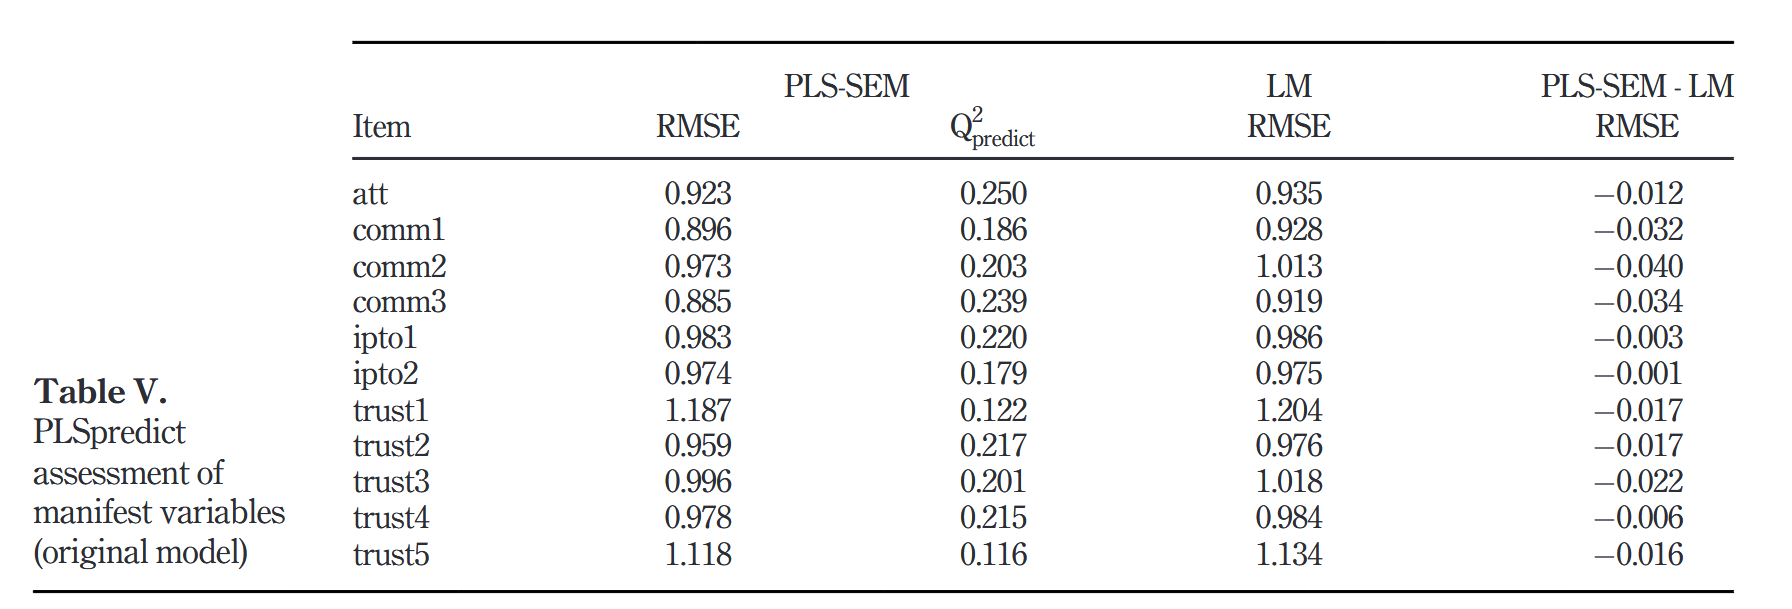 PLS-SEM LM PLS-SEM - LM
Item RMSE Q²predict RMSE RMSE
att 0.923 0.250 0.935 −0.012
comm1 0.896 0.186 0.928 −0.032
comm2 0.973 0.203 1.013 −0.040
comm3 0.885 0.239 0.919 −0.034
ipto1 0.983 0.220 0.986 −0.003
ipto2 0.974 0.179 0.975 −0.001
trust1 1.187 0.122 1.204 −0.017
trust2 0.959 0.217 0.976 −0.017
trust3 0.996 0.201 1.018 −0.022
trust4 0.978 0.215 0.984 −0.006
trust5 1.118 0.116 1.134 −0.016
Table V.
PLSpredict
assessment of
manifest variables
(original model)